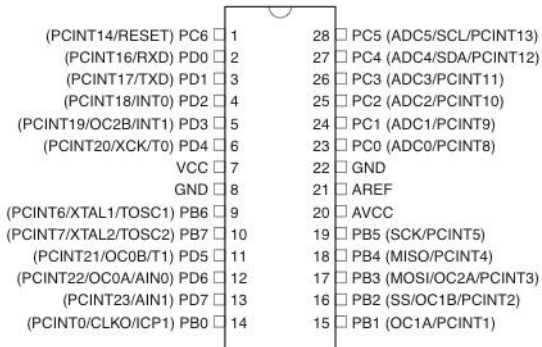 (PCINT14/RESET) PC6 1 28 PC5 (ADC5/SCL/PCINT13)
(PCINT16/RXD) PD0 2 27 PC4 (ADC4/SDA/PCINT12)
(PCINT17/TXD) PD1 3 26 PC3 (ADC3/PCINT11)
(PCINT18/INT0) PD2 4 25 PC2 (ADC2/PCINT10)
(PCINT19/OC2B/INT1) PD3 5 24 PC1 (ADC1/PCINT9)
(PCINT20/XCK/T0) PD4 6 23 PC0 (ADC0/PCINT8)
VCC 7 22 GND
GND 8 21 AREF
(PCINT6/XTAL1/TOSC1) PB6 9 20 AVCC
(PCINT7/XTAL2/TOSC2) PB7 10 19 PB5 (SCK/PCINT5)
(PCINT21/OC0B/T1) PD5 11 18 PB4 (MISO/PCINT4)
(PCINT22/OC0A/AIN0) PD6 12 17 PB3 (MOSI/OC2A/PCINT3)
(PCINT23/AIN1) PD7 13 16 PB2 (SS/OC1B/PCINT2)
(PCINT0/CLKO/ICP1) PB0 14 15 PB1 (OC1A/PCINT1)